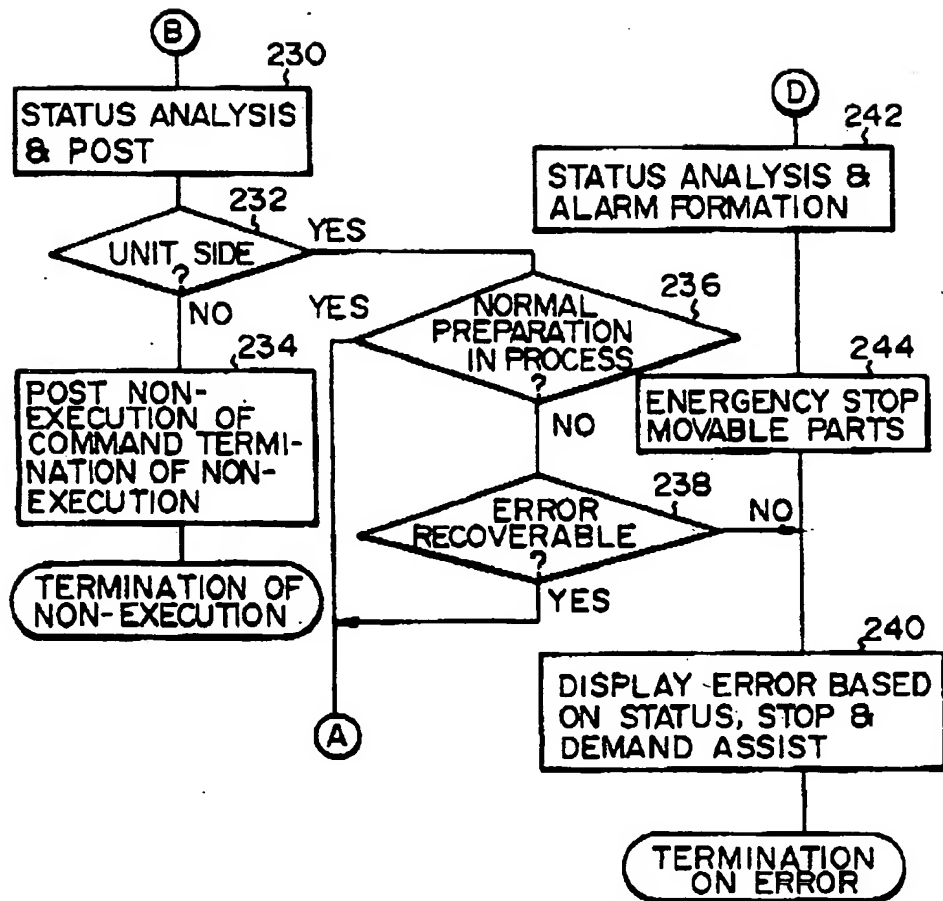 B
230
STATUS ANALYSIS
& POST
232
UNIT SIDE
?
YES
NO
234
POST NON-
EXECUTION OF
COMMAND TERMI-
NATION OF NON-
EXECUTION
TERMINATION OF
NON-EXECUTION
YES
NORMAL
PREPARATION
IN PROCESS
?
236
NO
ERROR
RECOVERABLE
?
238
NO
YES
A
D
242
STATUS ANALYSIS &
ALARM FORMATION
244
ENERGENCY STOP
MOVABLE PARTS
240
DISPLAY ERROR BASED
ON STATUS, STOP &
DEMAND ASSIST
TERMINATION
ON ERROR